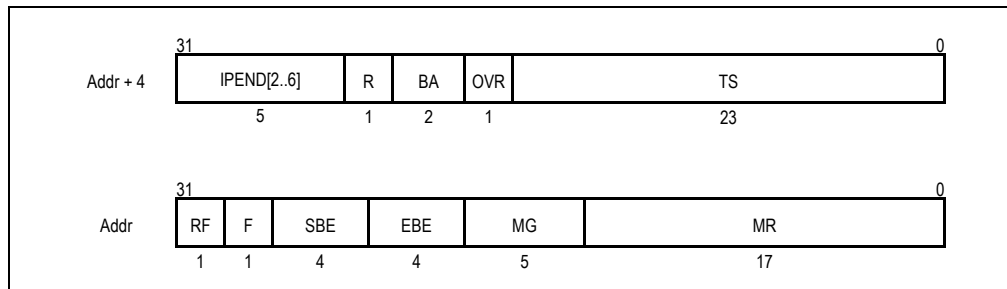 31 0
Addr + 4 IPEND[2..6] R BA OVR TS
5 1 2 1 23
31 0
Addr RF F SBE EBE MG MR
1 1 4 4 5 17